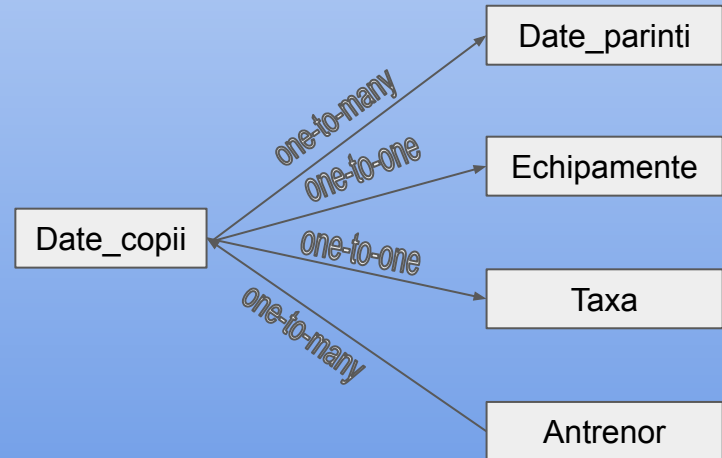 Date_parinti
one-to-many
Echipamente
one-to-one
Date_copii
one-to-one
Taxa
one-to-many
Antrenor